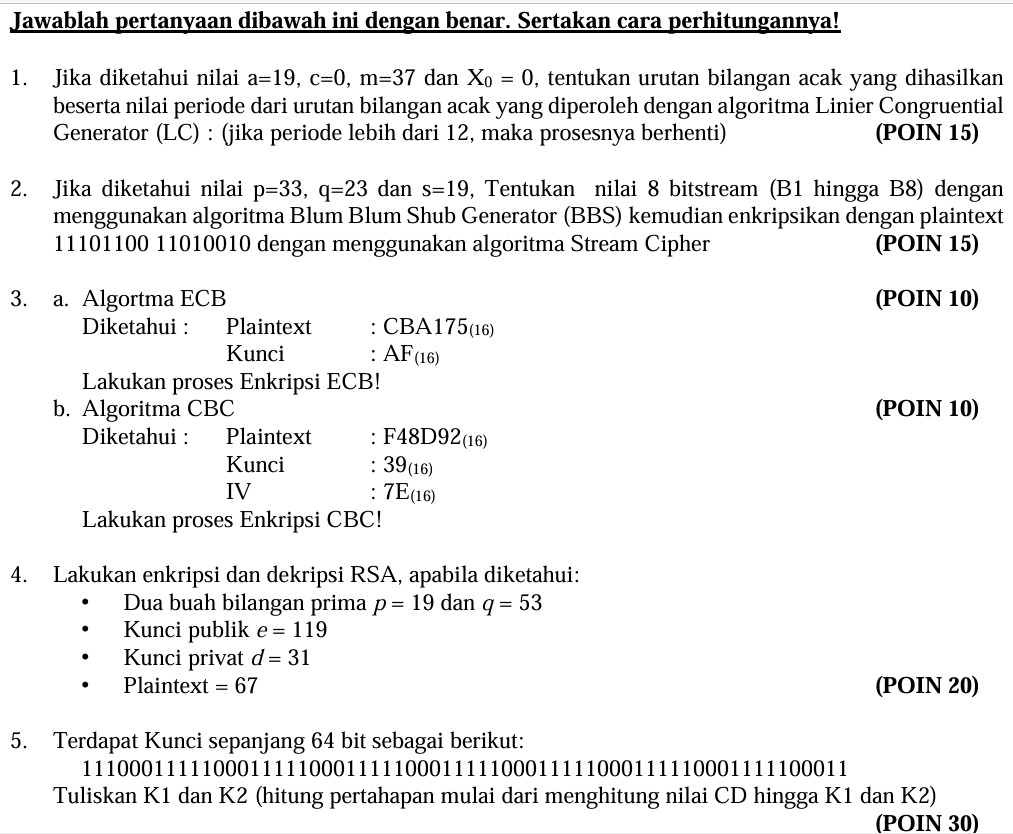 Jawablah pertanyaan dibawah ini dengan benar. Sertakan cara perhitungannya!
1. Jika diketahui nilai a=19, c=0, m=37 dan X₀ = 0, tentukan urutan bilangan acak yang dihasilkan
beserta nilai periode dari urutan bilangan acak yang diperoleh dengan algoritma Linier Congruential
Generator (LC) : (jika periode lebih dari 12, maka prosesnya berhenti) (POIN 15)
2. Jika diketahui nilai p=33, q=23 dan s=19, Tentukan nilai 8 bitstream (B1 hingga B8) dengan
menggunakan algoritma Blum Blum Shub Generator (BBS) kemudian enkripsikan dengan plaintext
11101100 11010010 dengan menggunakan algoritma Stream Cipher (POIN 15)
3. a. Algortma ECB (POIN 10)
Diketahui : Plaintext : CBA175₍₁₆₎
Kunci : AF₍₁₆₎
Lakukan proses Enkripsi ECB!
b. Algoritma CBC (POIN 10)
Diketahui : Plaintext : F48D92₍₁₆₎
Kunci : 39₍₁₆₎
IV : 7E₍₁₆₎
Lakukan proses Enkripsi CBC!
4. Lakukan enkripsi dan dekripsi RSA, apabila diketahui:
• Dua buah bilangan prima p = 19 dan q = 53
• Kunci publik e = 119
• Kunci privat d = 31
• Plaintext = 67 (POIN 20)
5. Terdapat Kunci sepanjang 64 bit sebagai berikut:
1110001111100011111000111110001111100011111000111110001111100011
Tuliskan K1 dan K2 (hitung pertahapan mulai dari menghitung nilai CD hingga K1 dan K2)
(POIN 30)